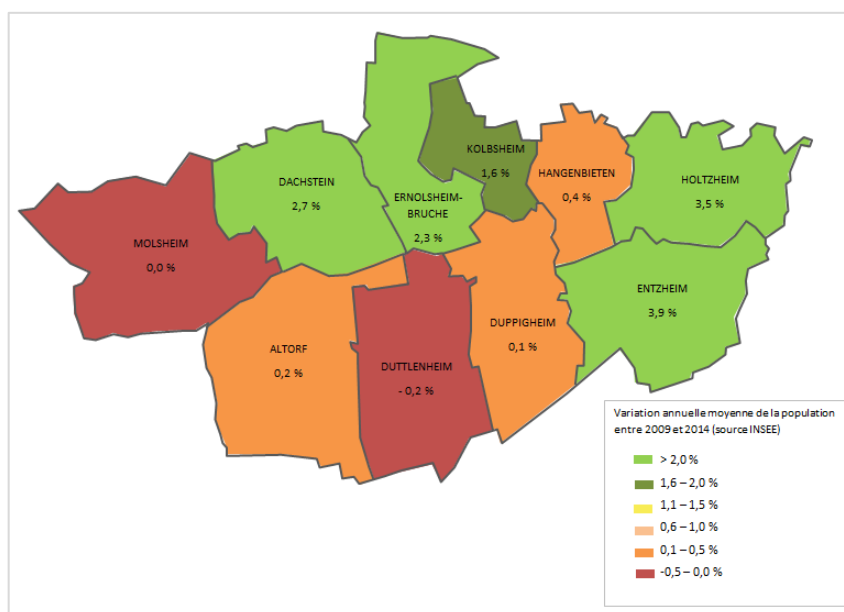 KOLBSHEIM
1,6 %
HANGENBIETEN
0,4 %
HOLTZHEIM
3,5 %
DACHSTEIN
2,7 %
ERNOLSHEIM-
BRUCHE
2,3 %
MOLSHEIM
0,0 %
ENTZHEIM
3,9 %
DUPPIGHEIM
0,1 %
ALTORF
0,2 %
DUTTLENHEIM
- 0,2 %
Variation annuelle moyenne de la population
entre 2009 et 2014 (source INSEE)
> 2,0 %
1,6 – 2,0 %
1,1 – 1,5 %
0,6 – 1,0 %
0,1 – 0,5 %
-0,5 – 0,0 %